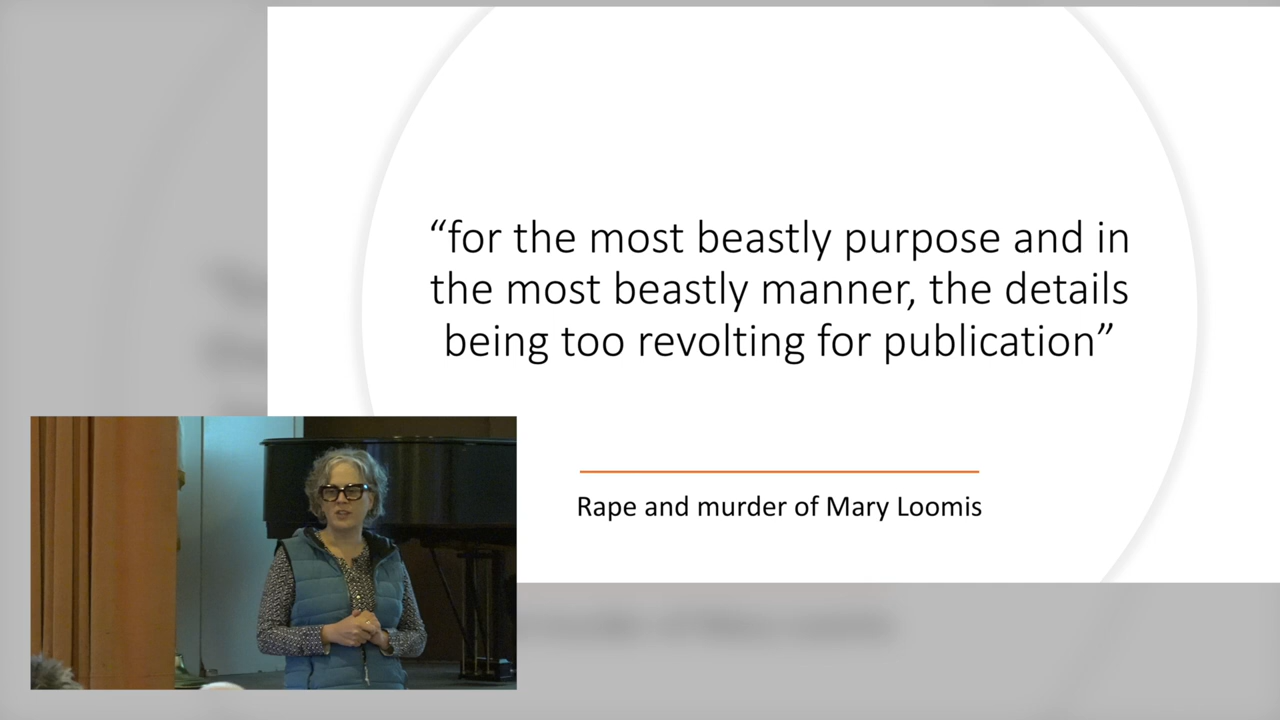 “for the most beastly purpose and in
the most beastly manner, the details
being too revolting for publication”
Rape and murder of Mary Loomis